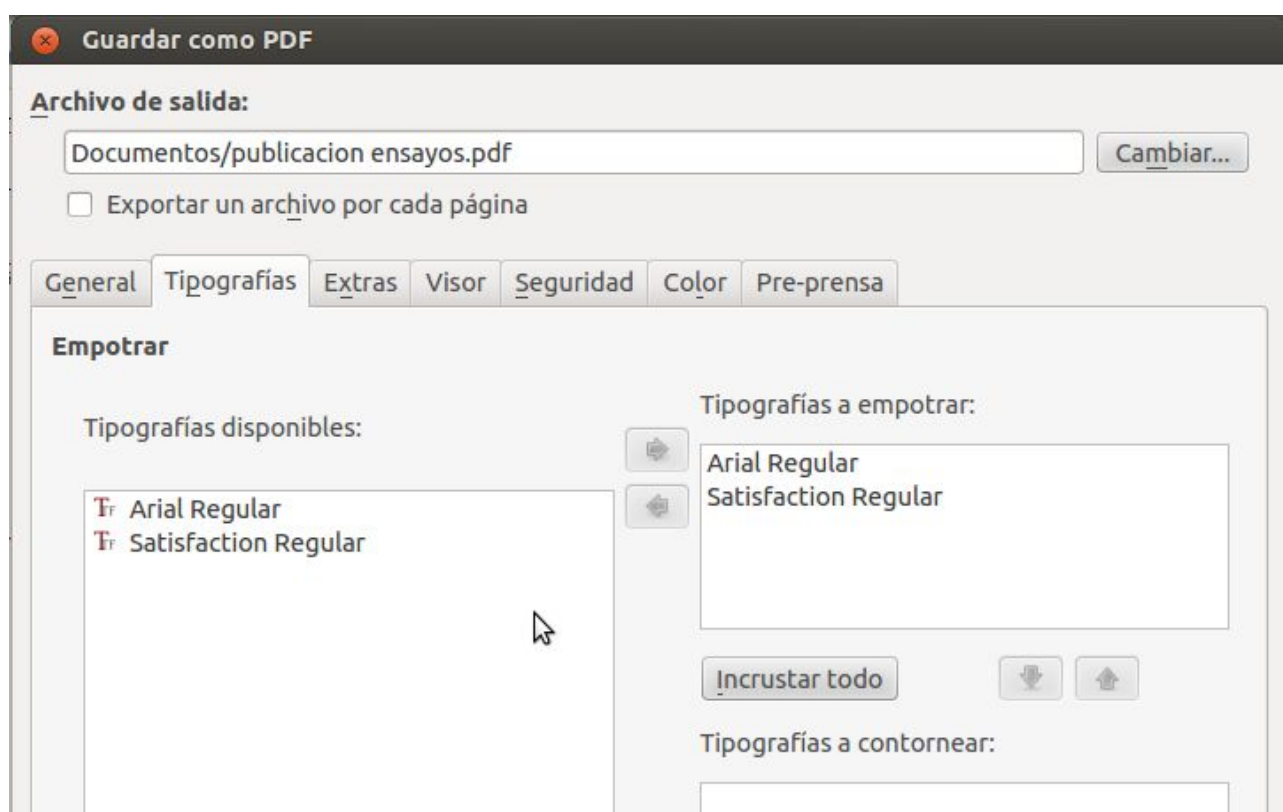 Guardar como PDF
Archivo de salida:
Documentos/publicacion ensayos.pdf
Cambiar...
Exportar un archivo por cada página
General Tipografías Extras Visor Seguridad Color Pre-prensa
Empotrar
Tipografías disponibles:
Arial Regular
Satisfaction Regular
Tipografías a empotrar:
Arial Regular
Satisfaction Regular
Incrustar todo
Tipografías a contornear: